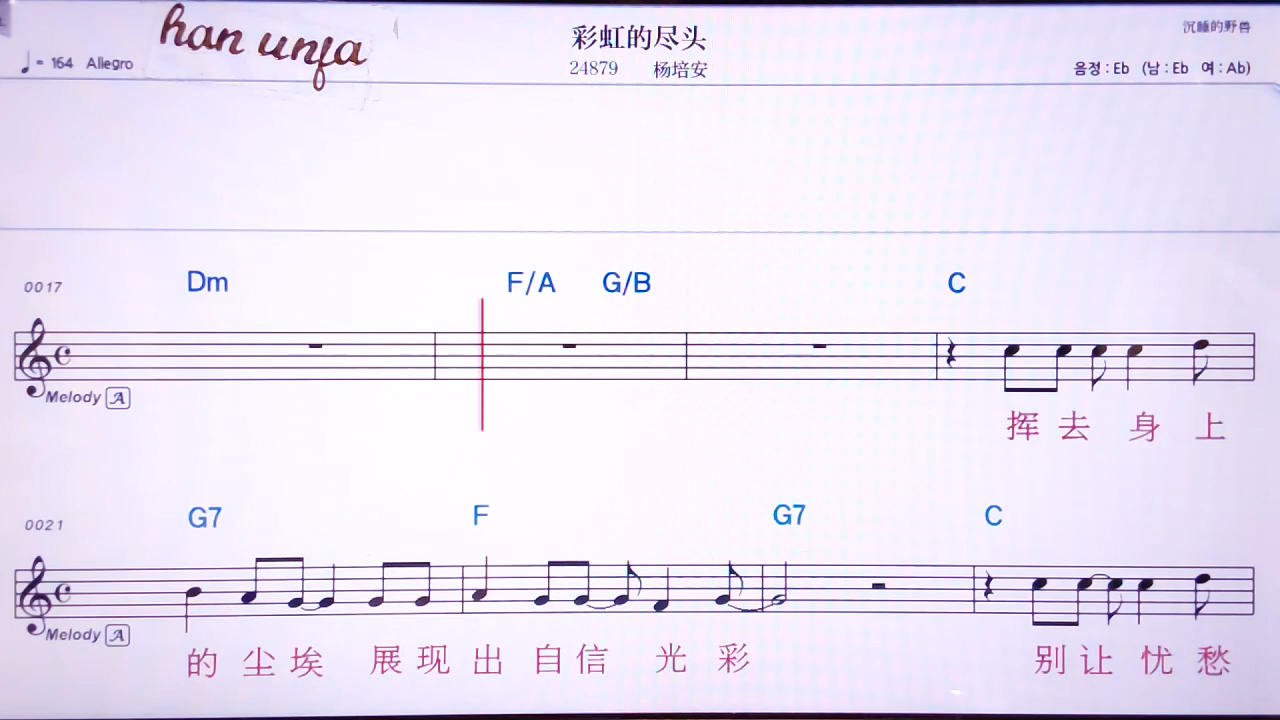 han unfa
彩虹的尽头
沉睡的野兽
= 164 Allegro
24879 杨培安
음정 : Eb (남 : Eb 여 : Ab)
0017 Dm F/A G/B C
Melody A
挥去 身 上
0021 G7 F G7 C
Melody A
的 尘埃 展现 出 自信 光 彩 别让 忧 愁